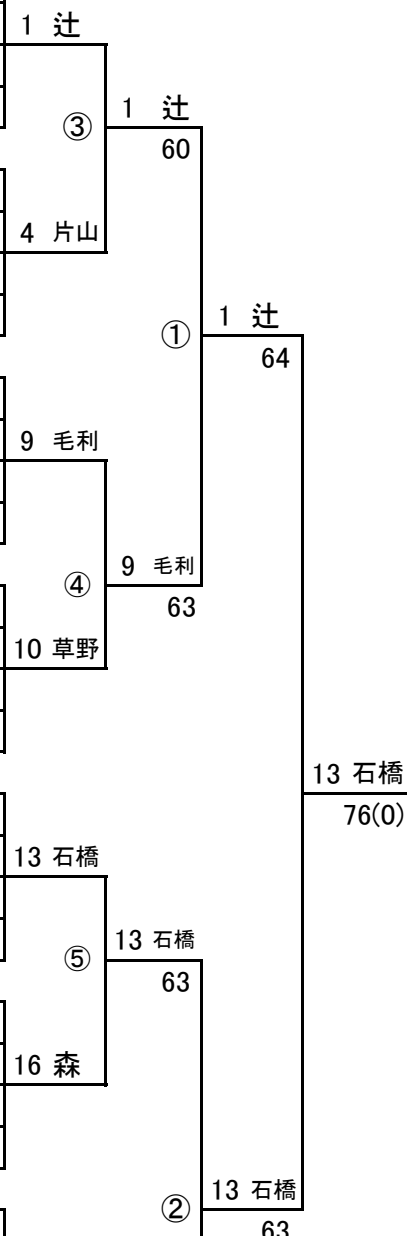 1 辻
③
1 辻
60
4 片山
① 
1 辻
64
9 毛利
④
9 毛利
63
10 草野
13 石橋
76(0)
13 石橋
⑤
13 石橋
63
16 森
②
13 石橋
63